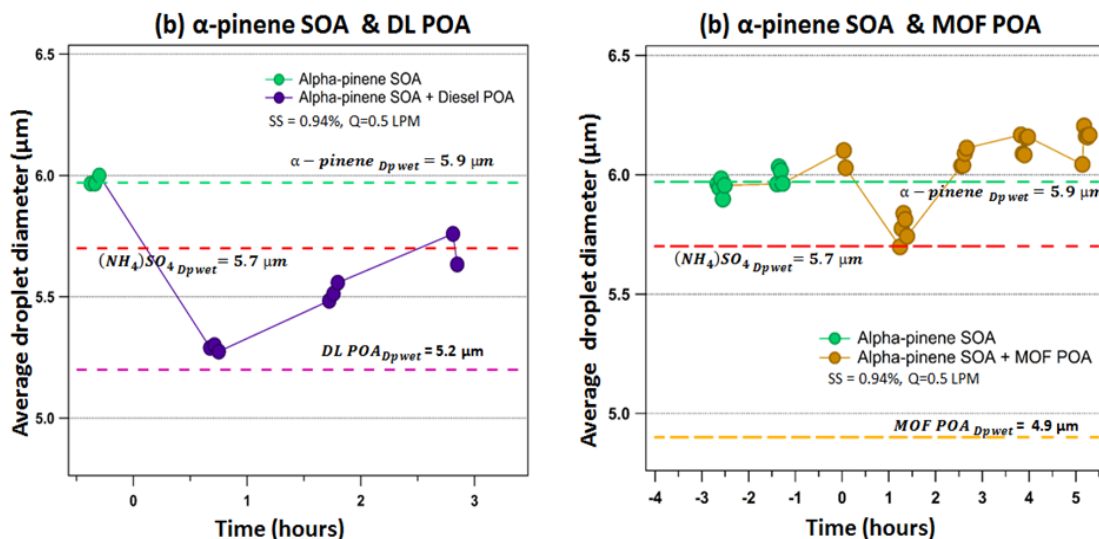 (b) α-pinene SOA & DL POA
6.5
6.0
5.5
5.0
Average droplet diameter (μm)
Alpha-pinene SOA
Alpha-pinene SOA + Diesel POA
SS = 0.94%, Q=0.5 LPM
α − pinene Dp wet = 5.9 μm
(NH4)SO4 Dp wet = 5.7 μm
DL POA Dp wet = 5.2 μm
0 1 2 3
Time (hours)
(b) α-pinene SOA & MOF POA
6.5
6.0
5.5
5.0
Average droplet diameter (μm)
α − pinene Dp wet = 5.9 μm
(NH4)SO4 Dp wet = 5.7 μm
Alpha-pinene SOA
Alpha-pinene SOA + MOF POA
SS = 0.94%, Q=0.5 LPM
MOF POA Dp wet = 4.9 μm
-4 -3 -2 -1 0 1 2 3 4 5
Time (hours)